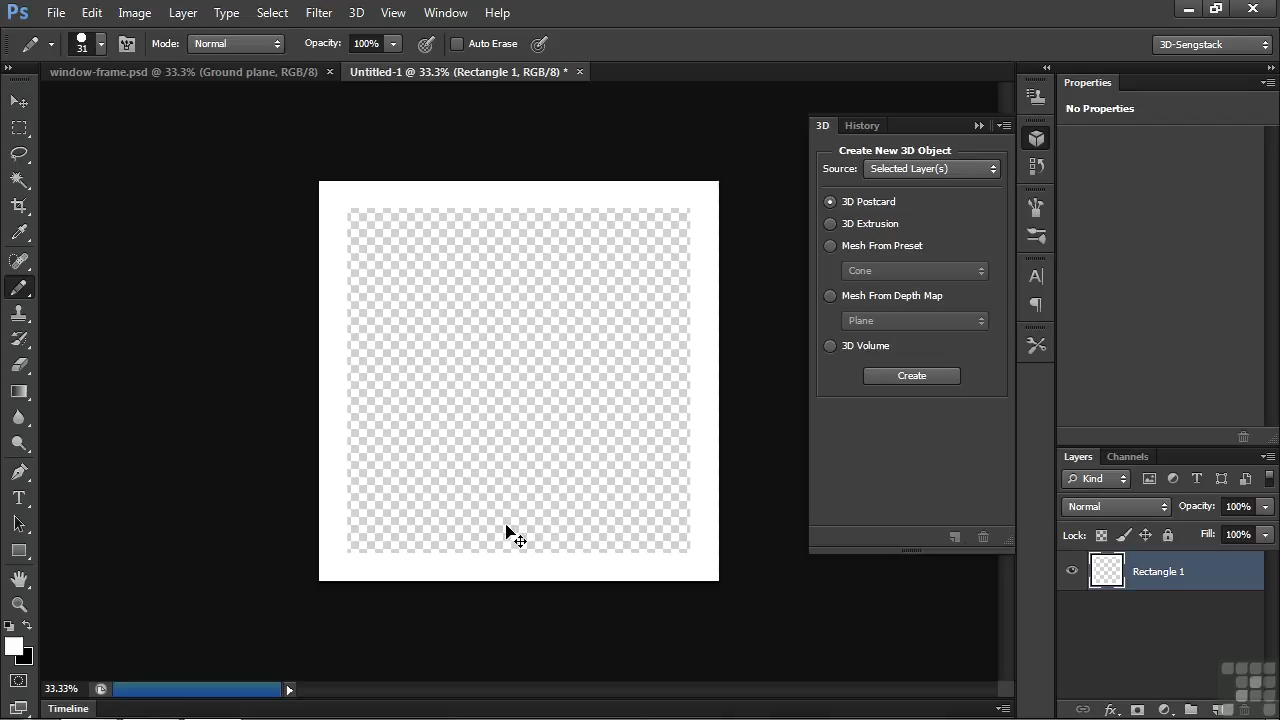 Ps File Edit Image Layer Type Select Filter 3D View Window Help
31 Mode: Normal Opacity: 100% Auto Erase 3D-Sengstack
window-frame.psd @ 33.3% (Ground plane, RGB/8) × Untitled-1 @ 33.3% (Rectangle 1, RGB/8) * ×
Properties
No Properties
3D History
Create New 3D Object
Source: Selected Layer(s)
3D Postcard
3D Extrusion
Mesh From Preset
Cone
Mesh From Depth Map
Plane
3D Volume
Create
Layers Channels
Kind
Normal Opacity: 100%
Lock: Fill: 100%
Rectangle 1
33.33%
Timeline